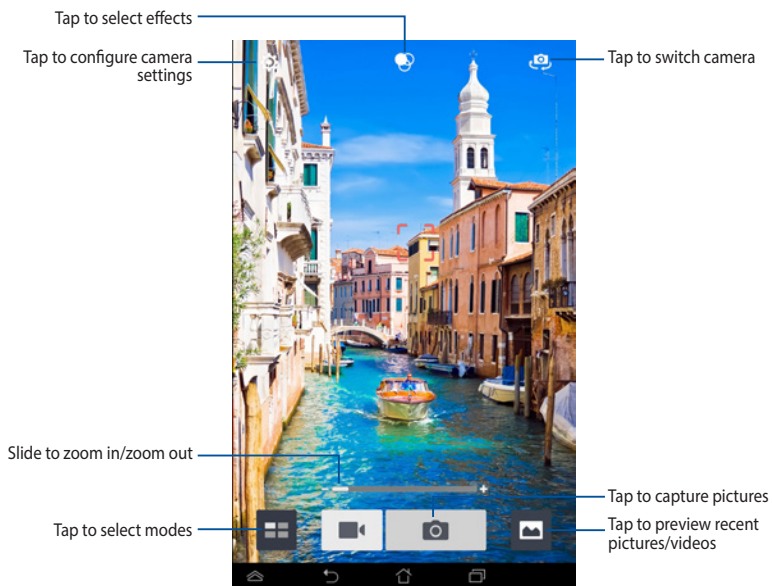 Tap to select effects
Tap to configure camera
settings
Tap to switch camera
Slide to zoom in/zoom out
Tap to capture pictures
Tap to select modes
Tap to preview recent
pictures/videos